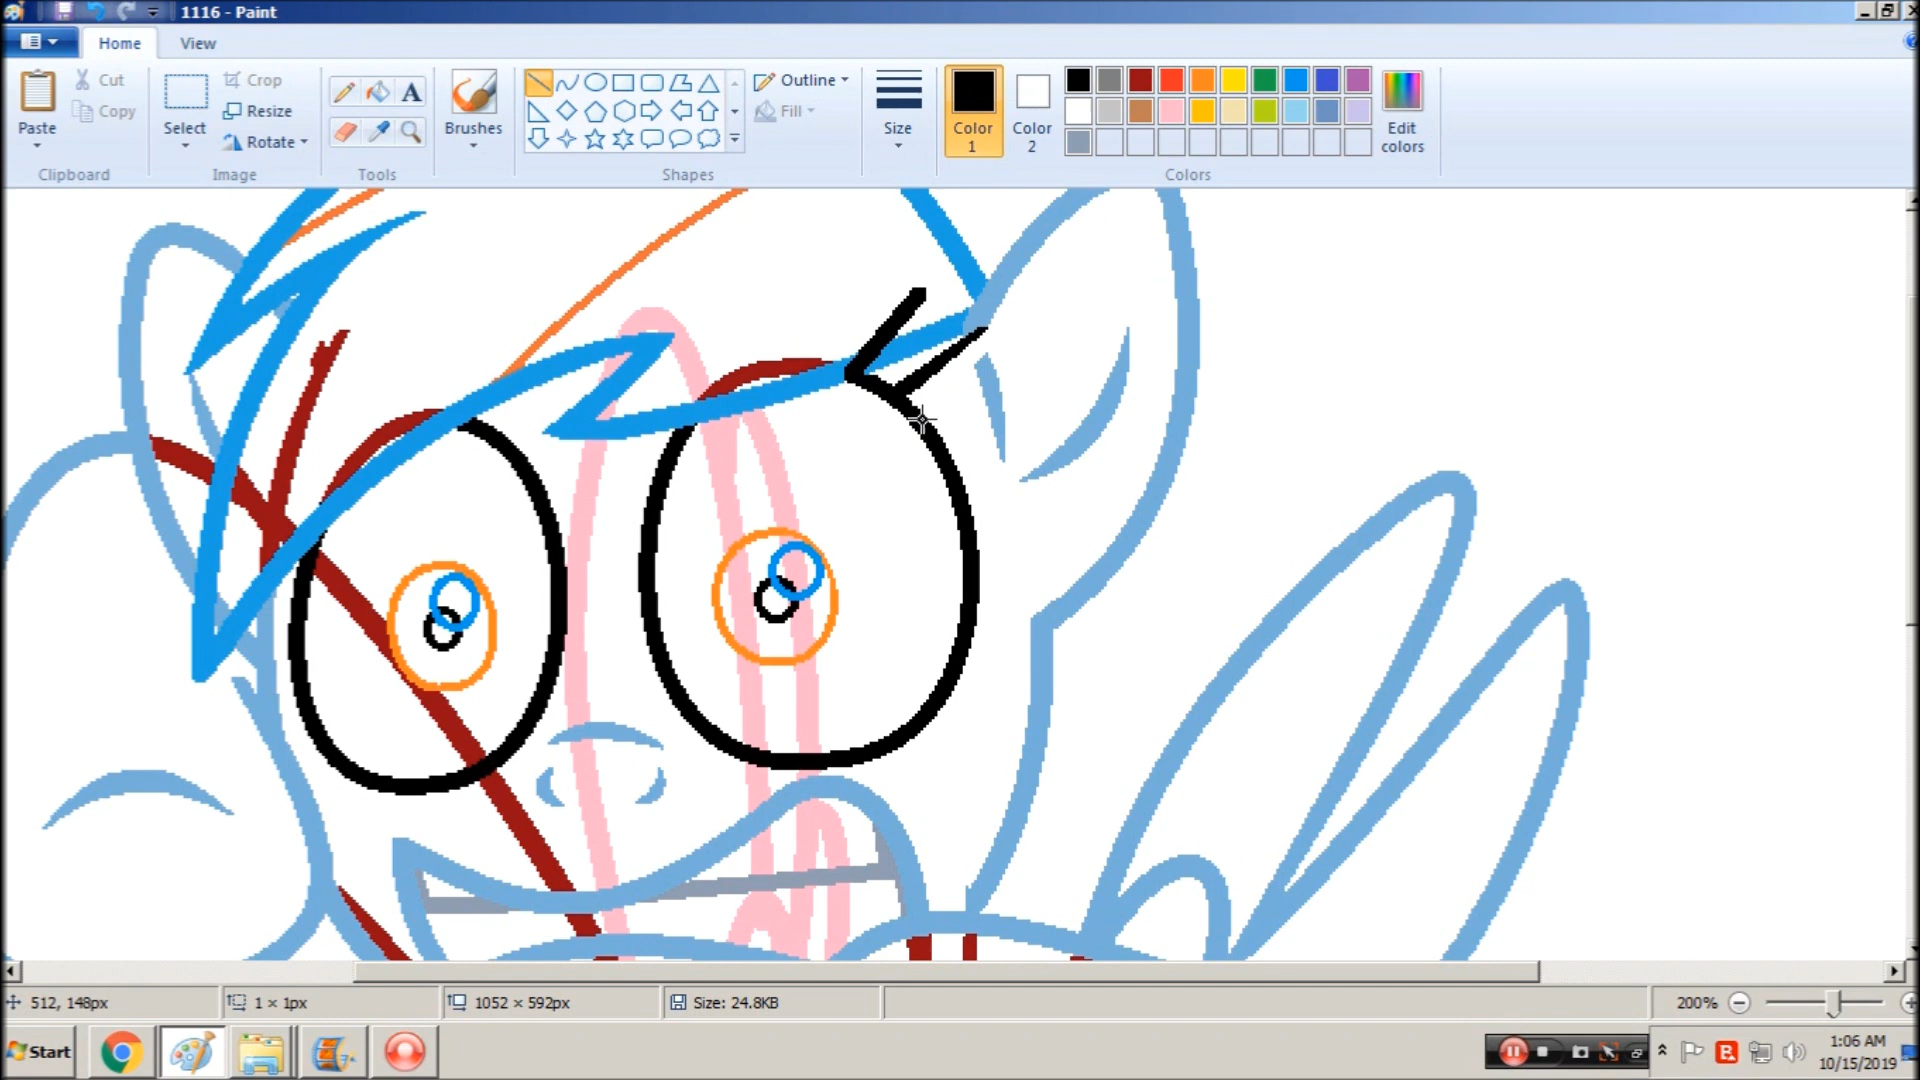 1116 - Paint
Home View
Paste
Cut
Copy
Clipboard
Select
Crop
Resize
Rotate
Image
A
Tools
Brushes
Shapes
Outline
Fill
Size
Color
1
Color
2
Edit
colors
Colors
512, 148px
1 × 1px
1052 × 592px
Size: 24.8KB
200%
Start
1:06 AM
10/15/2019